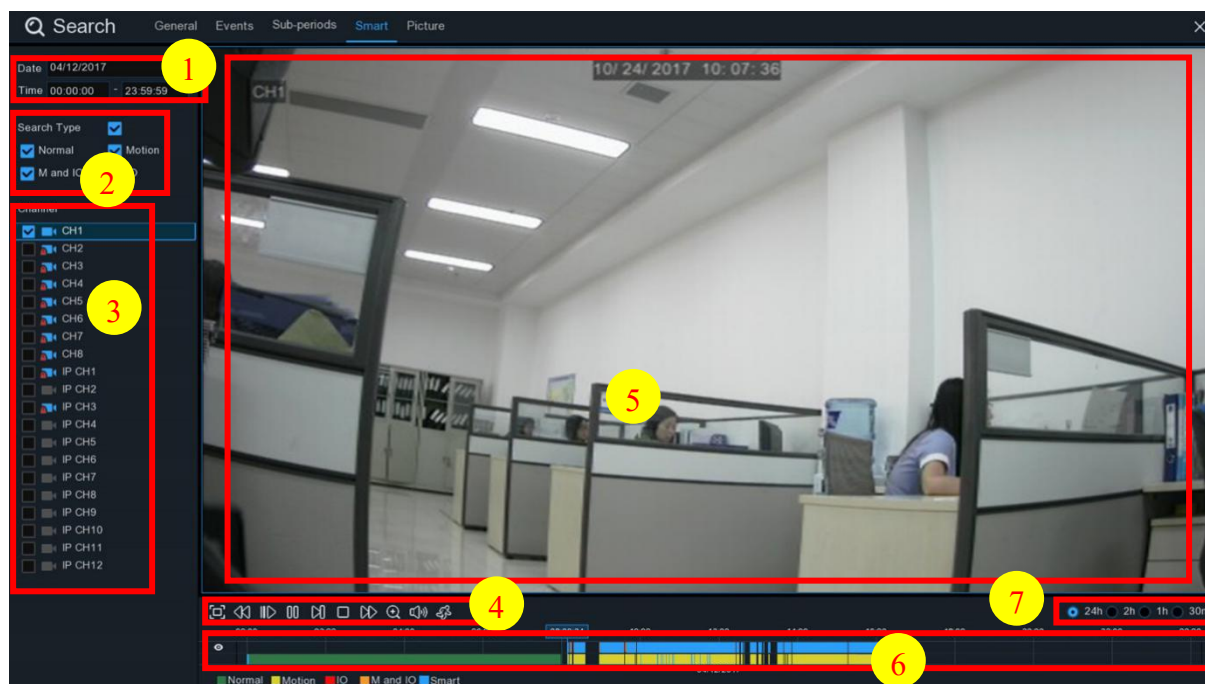 Search General Events Sub-periods Smart Picture
Date 04/12/2017
Time 00:00:00 - 23:59:59
1
Search Type
Normal Motion
M and IO
2
Channel
CH1
CH2
CH3
CH4
CH5
CH6
CH7
CH8
IP CH1
IP CH2
IP CH3
IP CH4
IP CH5
IP CH6
IP CH7
IP CH8
IP CH9
IP CH10
IP CH11
IP CH12
3
10/ 24/ 2017 10: 07: 36
CH1
5
4
7
24h 2h 1h 30m
6
Normal Motion IO M and IO Smart